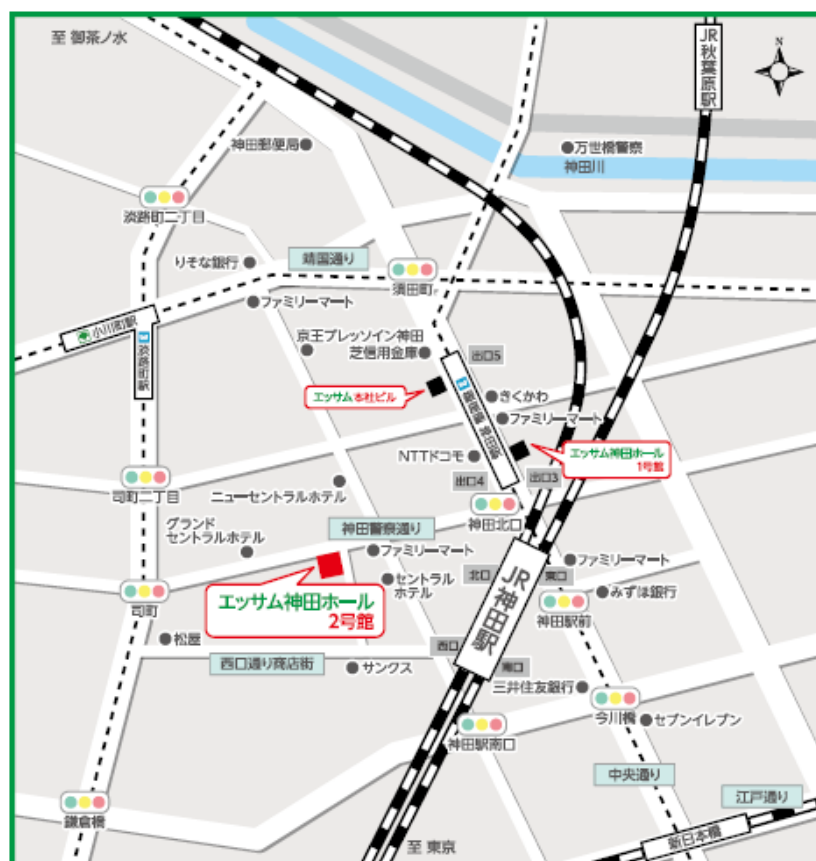 至 御茶ノ水
JR秋葉原駅
N
神田郵便局
万世橋警察
神田川
淡路町二丁目
りそな銀行
靖国通り
須田町
ファミリーマート
小川町駅
淡路町駅
京王プレッソイン神田
芝信用金庫
出口5
エッサム本社ビル
きくかわ
ファミリーマート
NTTドコモ
エッサム神田ホール
1号館
出口4
出口3
司町二丁目
ニューセントラルホテル
神田北口
グランド
セントラルホテル
神田警察通り
ファミリーマート
セントラル
ホテル
エッサム神田ホール
2号館
北口
JR神田駅
東口
ファミリーマート
みずほ銀行
神田駅前
司町
松屋
西口
西口通り商店街
サンクス
南口
三井住友銀行
今川橋
セブンイレブン
神田駅南口
中央通り
江戸通り
鎌倉橋
至 東京
新日本橋